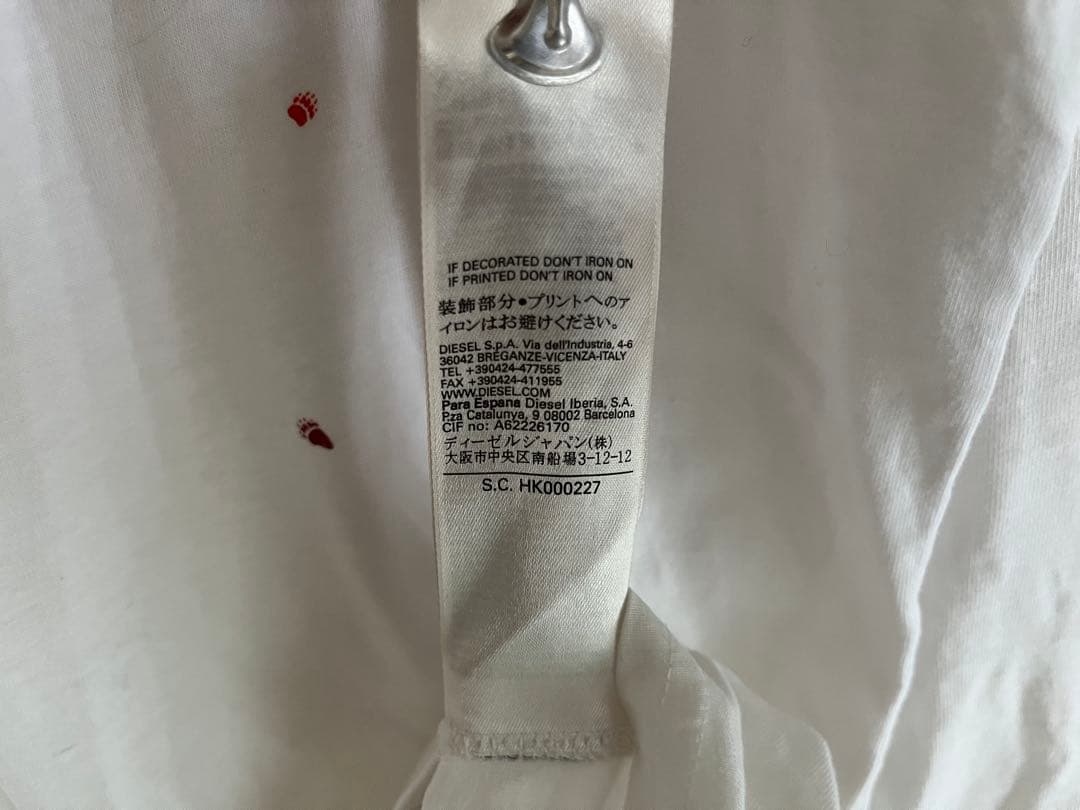 IF DECORATED DON'T IRON ON
IF PRINTED DON'T IRON ON
装飾部分●プリントへのア
イロンはお避けください。
DIESEL S.p.A. Via dell'Industria, 4-6
36042 BREGANZE-VICENZA-ITALY
TEL +390424-477555
FAX +390424-411955
WWW.DIESEL.COM
Para Espana Diesel Iberia, S.A.
P.za Catalunya, 9 08002 Barcelona
CIF no: A62226170
ディーゼルジャパン(株)
大阪市中央区南船場3-12-12
S.C. HK000227